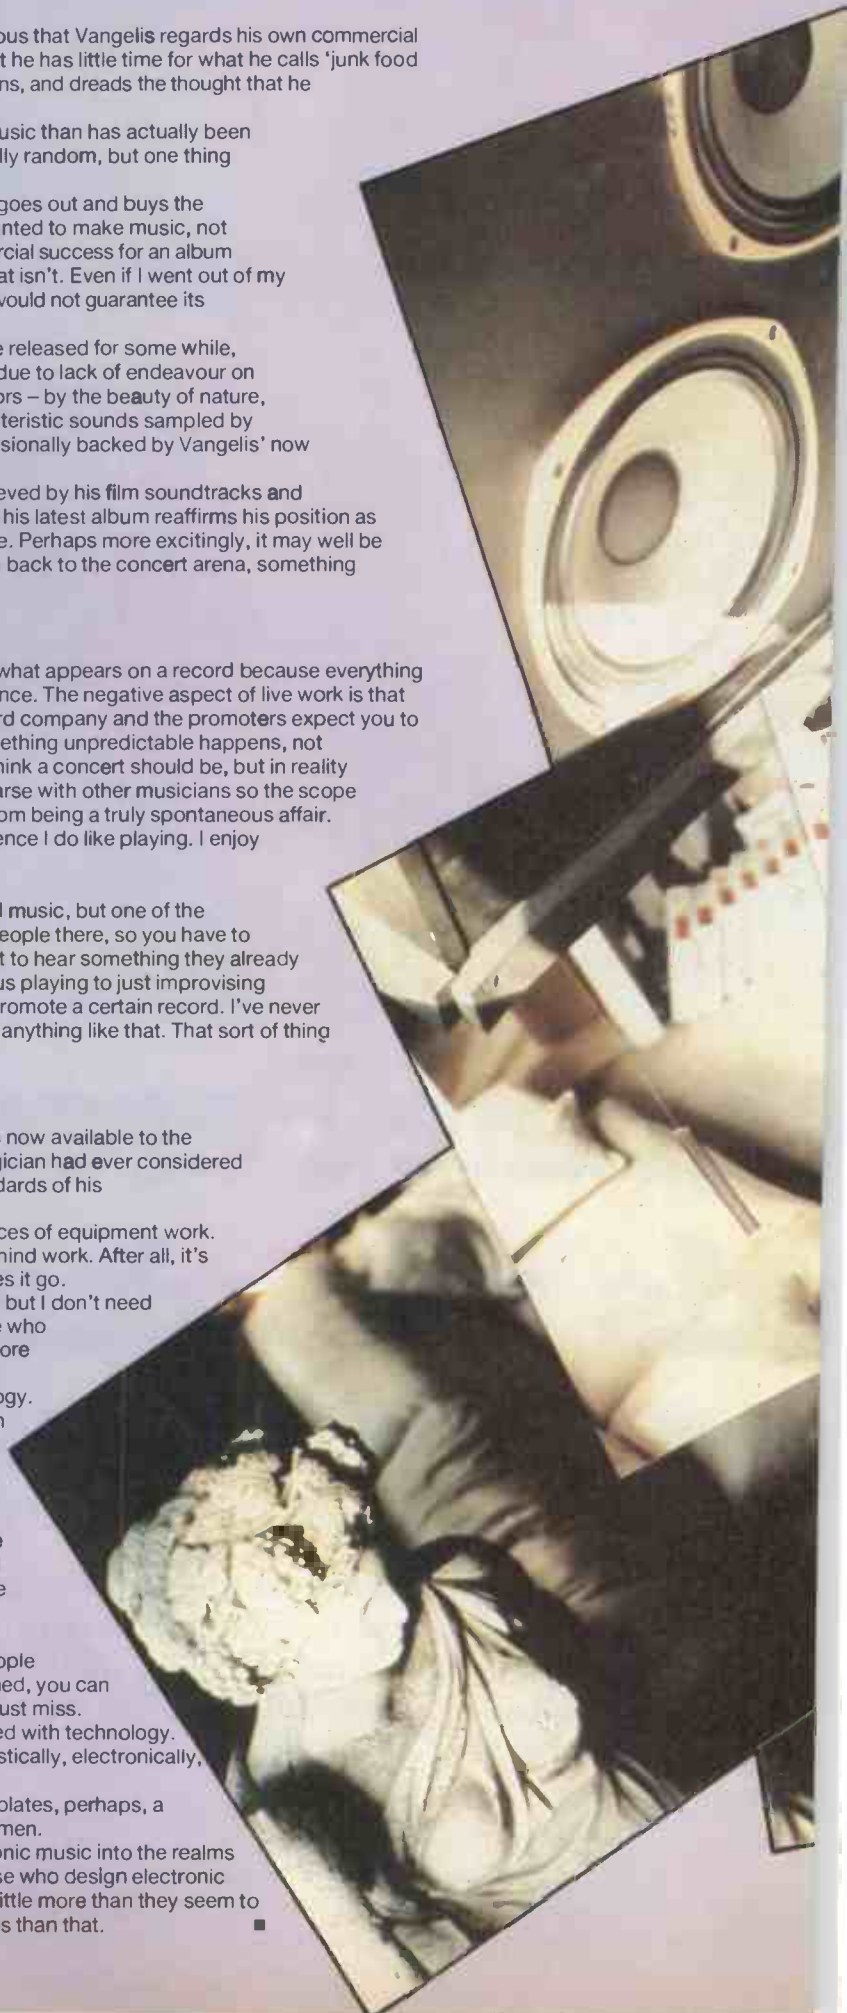 ous that Vangelis regards his own commercial
t he has little time for what he calls ‘junk food
ns, and dreads the thought that he
usic than has actually been
lly random, but one thing
goes out and buys the
nted to make music, not
rcial success for an album
at isn't. Even if I went out of my
would not guarantee its
e released for some while,
due to lack of endeavour on
ors – by the beauty of nature,
teristic sounds sampled by
sionally backed by Vangelis' now
eved by his film soundtracks and
his latest album reaffirms his position as
e. Perhaps more excitingly, it may well be
back to the concert arena, something
what appears on a record because everything
nce. The negative aspect of live work is that
rd company and the promoters expect you to
ething unpredictable happens, not
hink a concert should be, but in reality
arse with other musicians so the scope
om being a truly spontaneous affair.
ence I do like playing. I enjoy
l music, but one of the
eople there, so you have to
t to hear something they already
us playing to just improvising
romote a certain record. I've never
anything like that. That sort of thing
s now available to the
gician had ever considered
dards of his
ces of equipment work.
mind work. After all, it's
es it go.
but I don't need
e who
ore
ogy.
n
e
e
ople
ned, you can
ust miss.
ed with technology.
stically, electronically,
plates, perhaps, a
men.
onic music into the realms
se who design electronic
little more than they seem to
s than that. ■